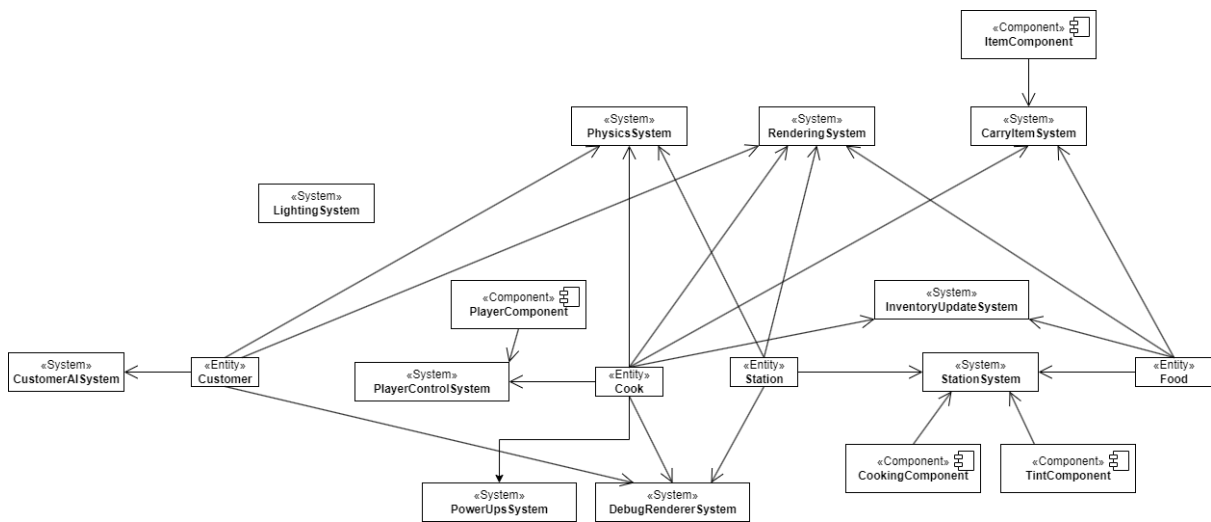 «Component»
ItemComponent
«System»
PhysicsSystem
«System»
RenderingSystem
«System»
CarryItemSystem
«System»
LightingSystem
«Component»
PlayerComponent
«System»
InventoryUpdateSystem
«System»
CustomerAISystem
«Entity»
Customer
«System»
PlayerControlSystem
«Entity»
Cook
«Entity»
Station
«System»
StationSystem
«Entity»
Food
«Component»
CookingComponent
«Component»
TintComponent
«System»
PowerUpsSystem
«System»
DebugRendererSystem